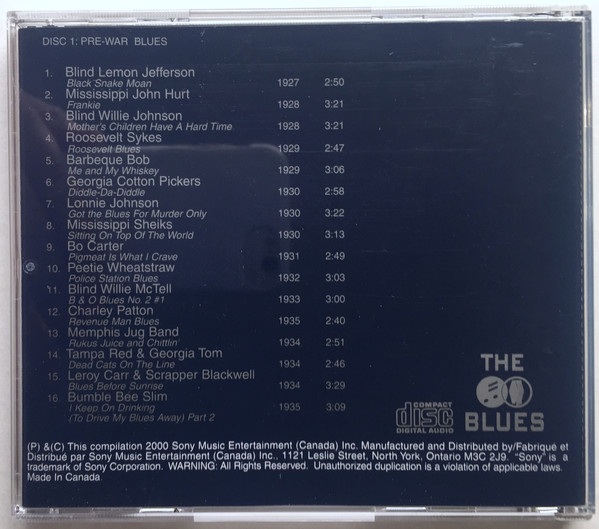 DISC 1: PRE-WAR BLUES
1. Blind Lemon Jefferson
Black Snake Moan 1927 2:50
2. Mississippi John Hurt
Frankie 1928 3:21
3. Blind Willie Johnson
Mother's Children Have A Hard Time 1928 3:21
4. Roosevelt Sykes
Roosevelt Blues 1929 2:47
5. Barbeque Bob
Me and My Whiskey 1929 3:06
6. Georgia Cotton Pickers
Diddle-Da-Diddle 1930 2:58
7. Lonnie Johnson
Got the Blues For Murder Only 1930 3:22
8. Mississippi Sheiks
Sitting On Top Of The World 1930 3:13
9. Bo Carter
Pigmeat Is What I Crave 1931 2:49
10. Peetie Wheatstraw
Police Station Blues 1932 3:03
11. Blind Willie McTell
B & O Blues No. 2 #1 1933 3:00
12. Charley Patton
Revenue Man Blues 1935 2:40
13. Memphis Jug Band
Rukus Juice and Chittlin' 1934 2:51
14. Tampa Red & Georgia Tom
Dead Cats On The Line 1934 2:46
15. Leroy Carr & Scrapper Blackwell
Blues Before Sunrise 1934 3:29
16. Bumble Bee Slim
I Keep On Drinking 1935 3:09
(To Drive My Blues Away) Part 2
THE
BLUES
COMPACT
disc
DIGITAL AUDIO
(P) &(C) This compilation 2000 Sony Music Entertainment (Canada) Inc. Manufactured and Distributed by/Fabriqué et
Distribué par Sony Music Entertainment (Canada) Inc., 1121 Leslie Street, North York, Ontario M3C 2J9. "Sony" is a
trademark of Sony Corporation. WARNING: All Rights Reserved. Unauthorized duplication is a violation of applicable laws.
Made In Canada